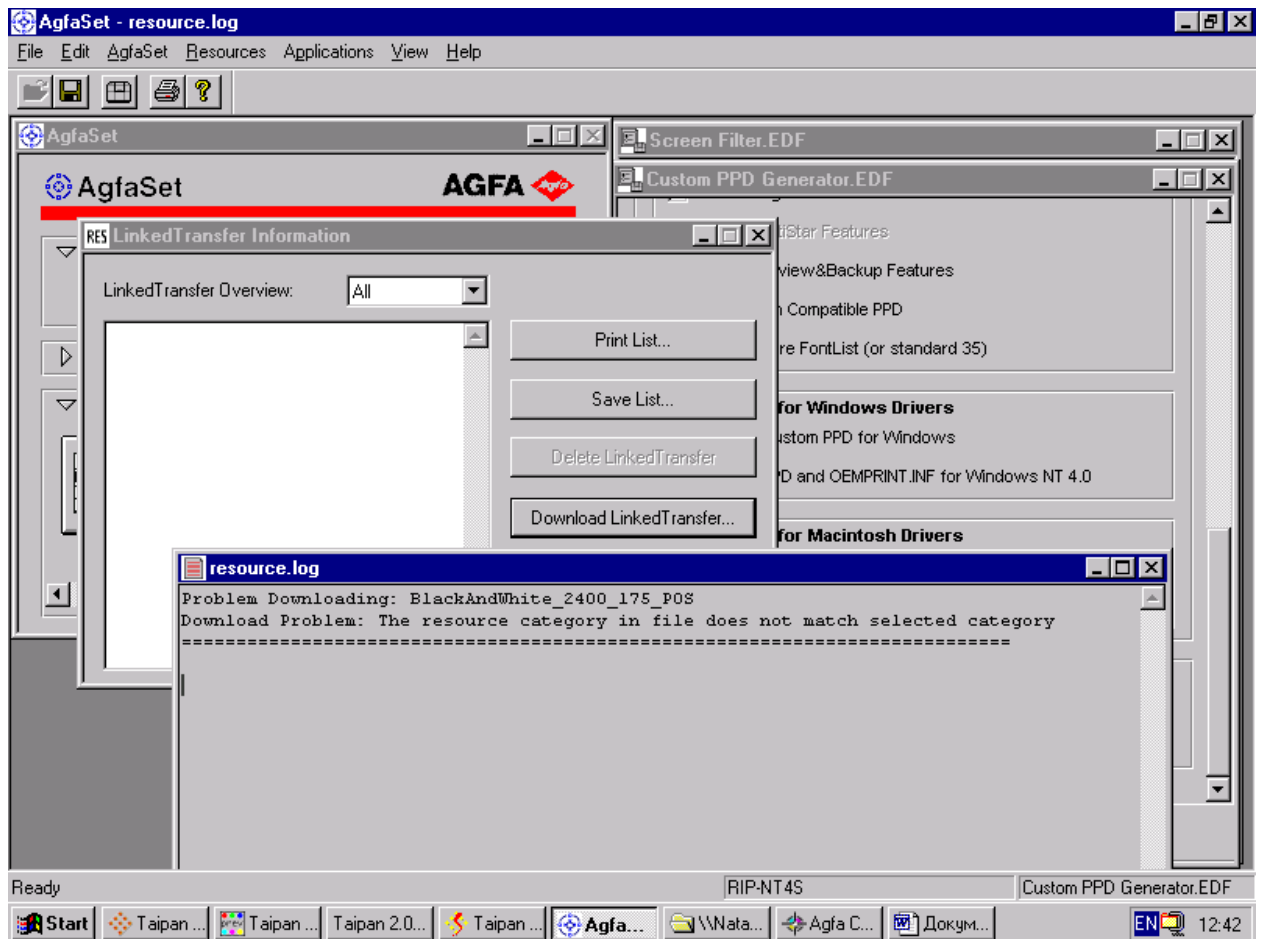 AgfaSet - resource.log
File Edit AgfaSet Resources Applications View Help
AgfaSet
AgfaSet
AGFA
Screen Filter.EDF
Custom PPD Generator.EDF
RES LinkedTransfer Information
LinkedTransfer Overview: All
Print List...
Save List...
Delete LinkedTransfer
Download LinkedTransfer...
Features
view&Backup Features
Compatible PPD
re FontList (or standard 35)
for Windows Drivers
ustom PPD for Windows
PD and OEMPRINT.INF for Windows NT 4.0
for Macintosh Drivers
resource.log
Problem Downloading: BlackAndWhite_2400_175_POS
Download Problem: The resource category in file does not match selected category
============================================================================
Ready
RIP-NT4S
Custom PPD Generator.EDF
Start Taipan ... Taipan ... Taipan 2.0... Taipan ... Agfa... \\Nata... Agfa C... Докум... EN 12:42